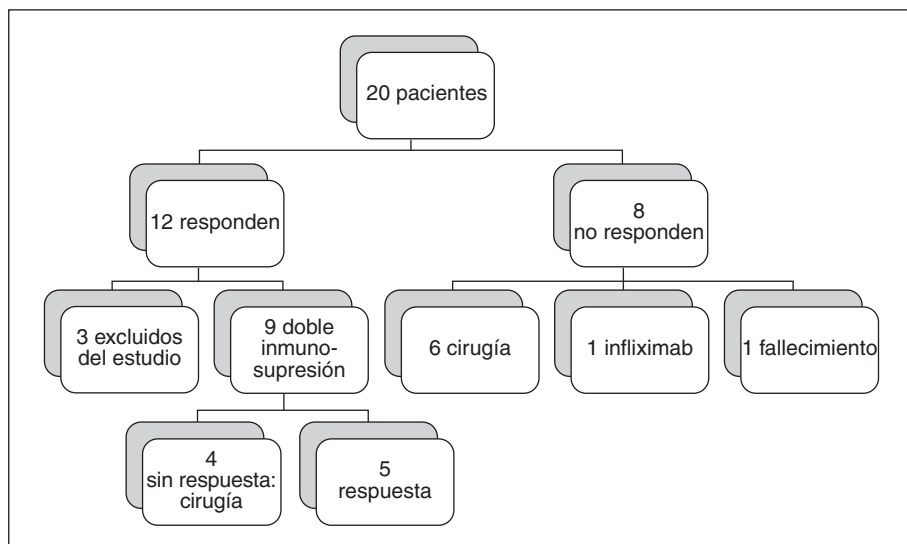 20 pacientes
12 responden
8
no responden
3 excluidos
del estudio
9 doble
inmuno-
supresión
6 cirugía
1 infliximab
1 fallecimiento
4
sin respuesta:
cirugía
5
respuesta